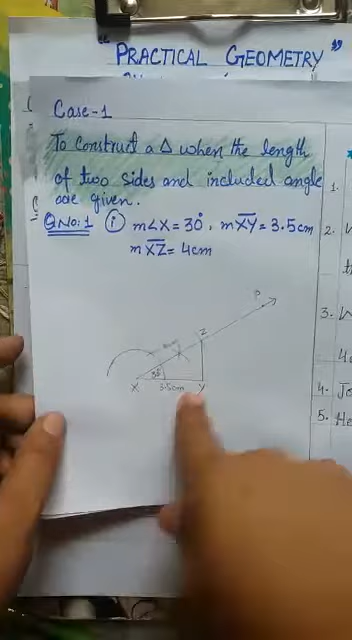 "PRACTICAL GEOMETRY"
Case-1
To construct a Δ when the length
of two sides and included angle
are given.
Q.No:1 (i) m∠X = 30°, mXY = 3.5cm
mXZ = 4cm
P
Z
30°
X 3.5cm Y
1.
2.
3.
4.
5. He